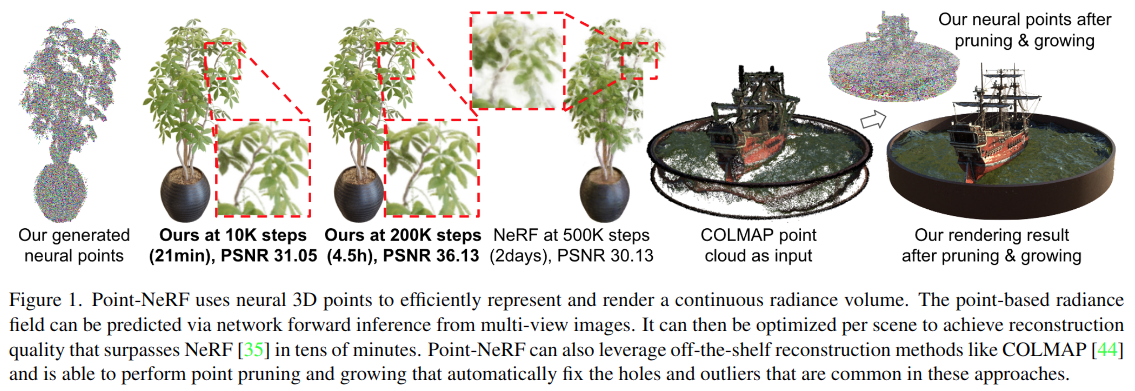 Our neural points after
pruning & growing
Our generated
neural points
Ours at 10K steps
(21min), PSNR 31.05
Ours at 200K steps
(4.5h), PSNR 36.13
NeRF at 500K steps
(2days), PSNR 30.13
COLMAP point
cloud as input
Our rendering result
after pruning & growing
Figure 1. Point-NeRF uses neural 3D points to efficiently represent and render a continuous radiance volume. The point-based radiance
field can be predicted via network forward inference from multi-view images. It can then be optimized per scene to achieve reconstruction
quality that surpasses NeRF [35] in tens of minutes. Point-NeRF can also leverage off-the-shelf reconstruction methods like COLMAP [44]
and is able to perform point pruning and growing that automatically fix the holes and outliers that are common in these approaches.